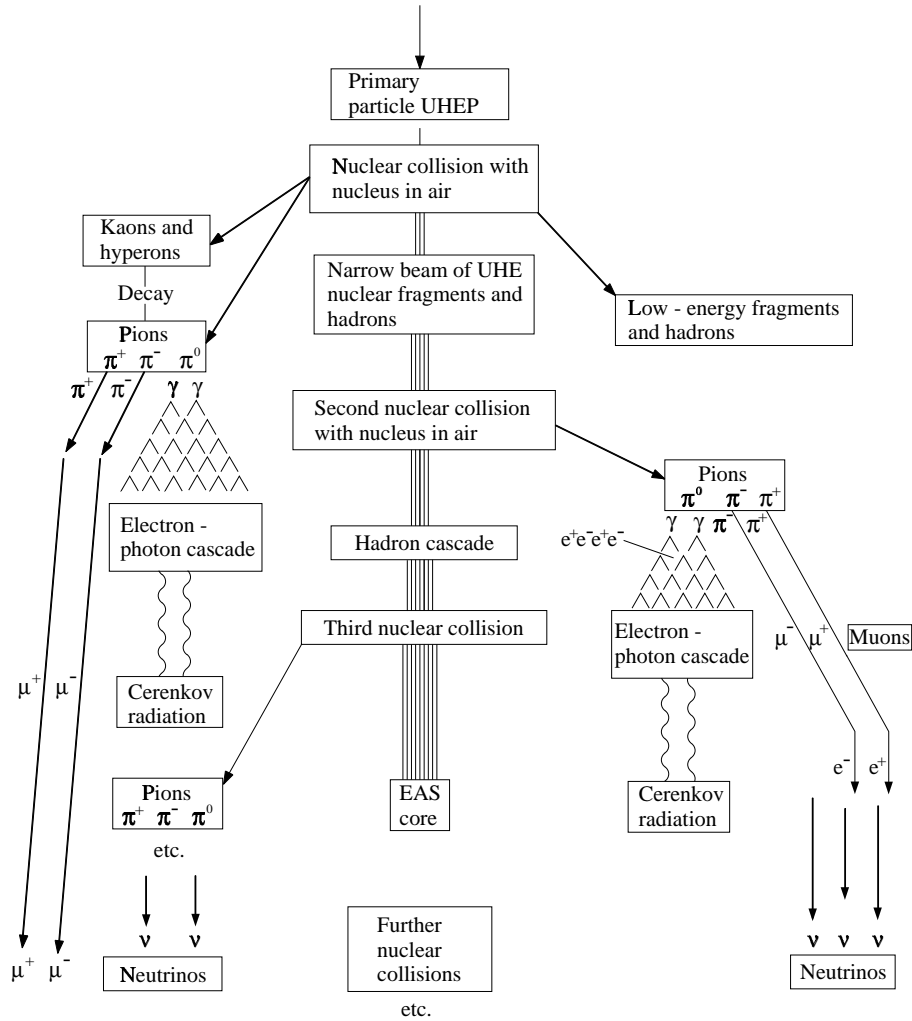 Primary
particle UHEP
Nuclear collision with
nucleus in air
Kaons and
hyperons
Decay
Narrow beam of UHE
nuclear fragments and
hadrons
Low - energy fragments
and hadrons
Pions
π⁺ π⁻ π⁰
π⁺ π⁻ γ γ
Second nuclear collision
with nucleus in air
Pions
π⁰ π⁻ π⁺
γ γ π⁻ π⁺
e⁺e⁻e⁺e⁻
Electron -
photon cascade
Hadron cascade
Third nuclear collision
Electron -
photon cascade
μ⁻ μ⁺
Muons
μ⁺ μ⁻
Cerenkov
radiation
Pions
π⁺ π⁻ π⁰
etc.
EAS
core
Cerenkov
radiation
e⁻ e⁺
ν ν
Neutrinos
μ⁺ μ⁻
Further
nuclear
collisions
etc.
ν ν ν
Neutrinos